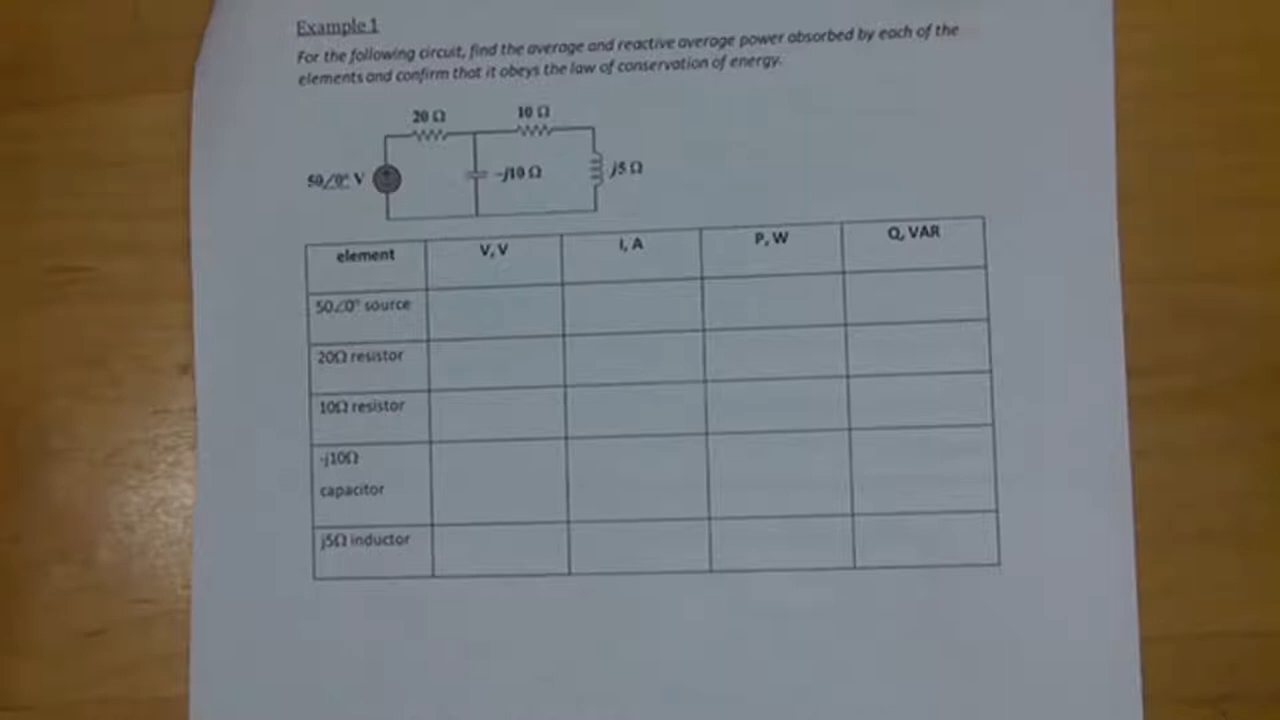 Example 1
For the following circuit, find the average and reactive average power absorbed by each of the
elements and confirm that it obeys the law of conservation of energy.
20 Ω
10 Ω
50∠0° V
-j10 Ω
j5 Ω
element
V, V
I, A
P, W
Q, VAR
50∠0° source
20Ω resistor
10Ω resistor
-j10Ω
capacitor
j5Ω inductor